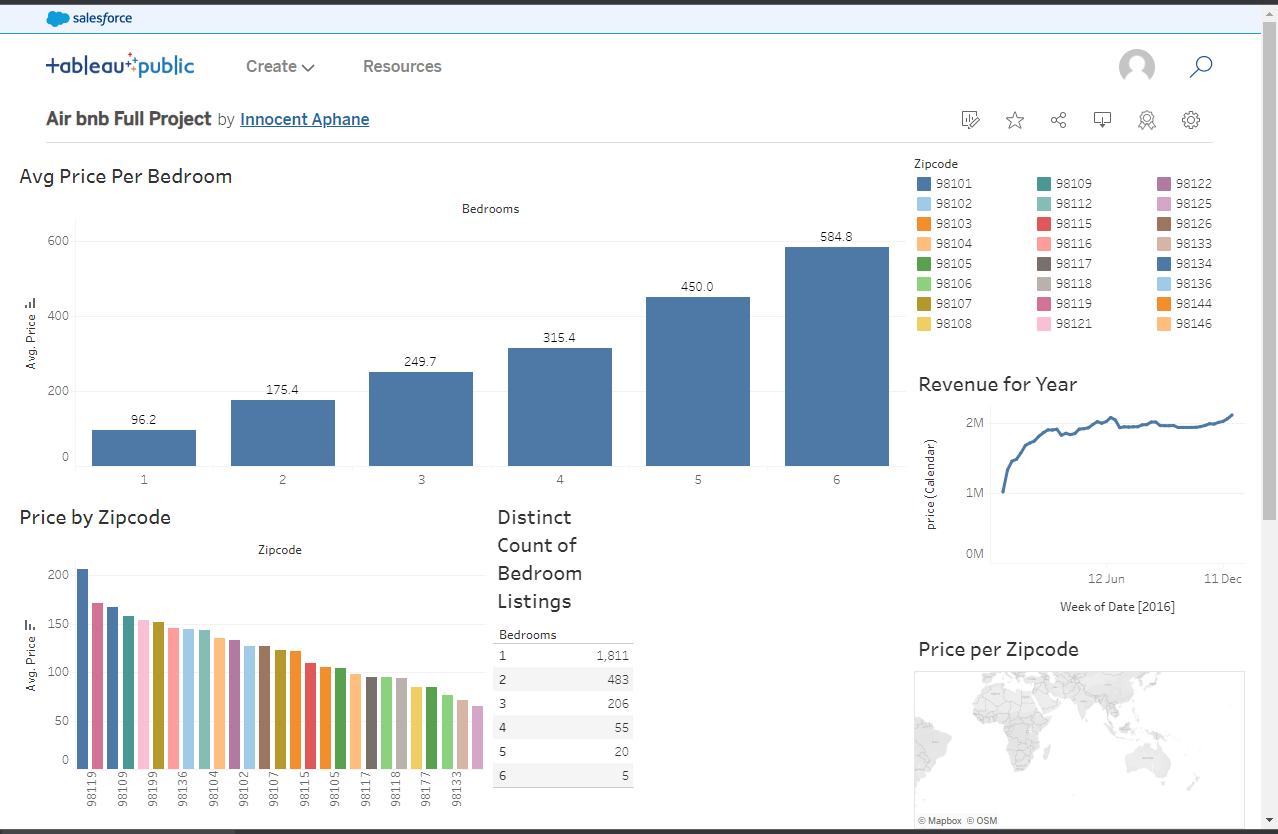 salesforce
+ableau+public
Create
Resources
Air bnb Full Project by Innocent Aphane
Avg Price Per Bedroom
Bedrooms
Avg. Price
600
400
200
0
96.2
175.4
249.7
315.4
450.0
584.8
1 2 3 4 5 6
Zipcode
98101 98109 98122
98102 98112 98125
98103 98115 98126
98104 98116 98133
98105 98117 98134
98106 98118 98136
98107 98119 98144
98108 98121 98146
Revenue for Year
price (Calendar)
2M
1M
0M
12 Jun 11 Dec
Week of Date [2016]
Price by Zipcode
Zipcode
Avg. Price
200
150
100
50
0
98119 98109 98199 98136 98104 98102 98107 98115 98105 98117 98118 98177 98133
Distinct
Count of
Bedroom
Listings
Bedrooms
1 1,811
2 483
3 206
4 55
5 20
6 5
Price per Zipcode
© Mapbox © OSM